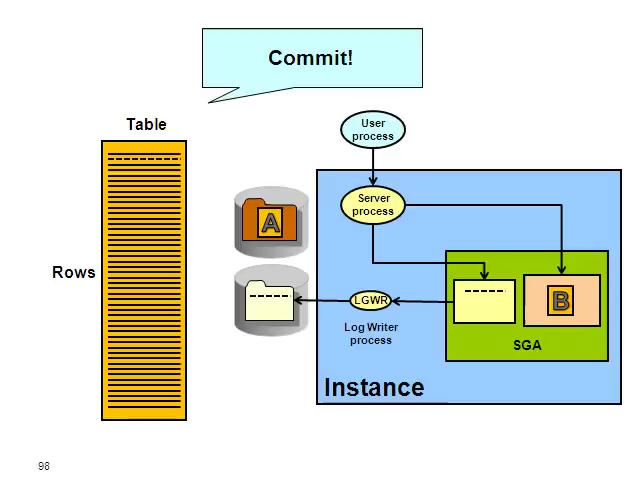 Commit!
Table
User
process
Server
process
A
Rows
B
LGWR
Log Writer
process
SGA
Instance
98